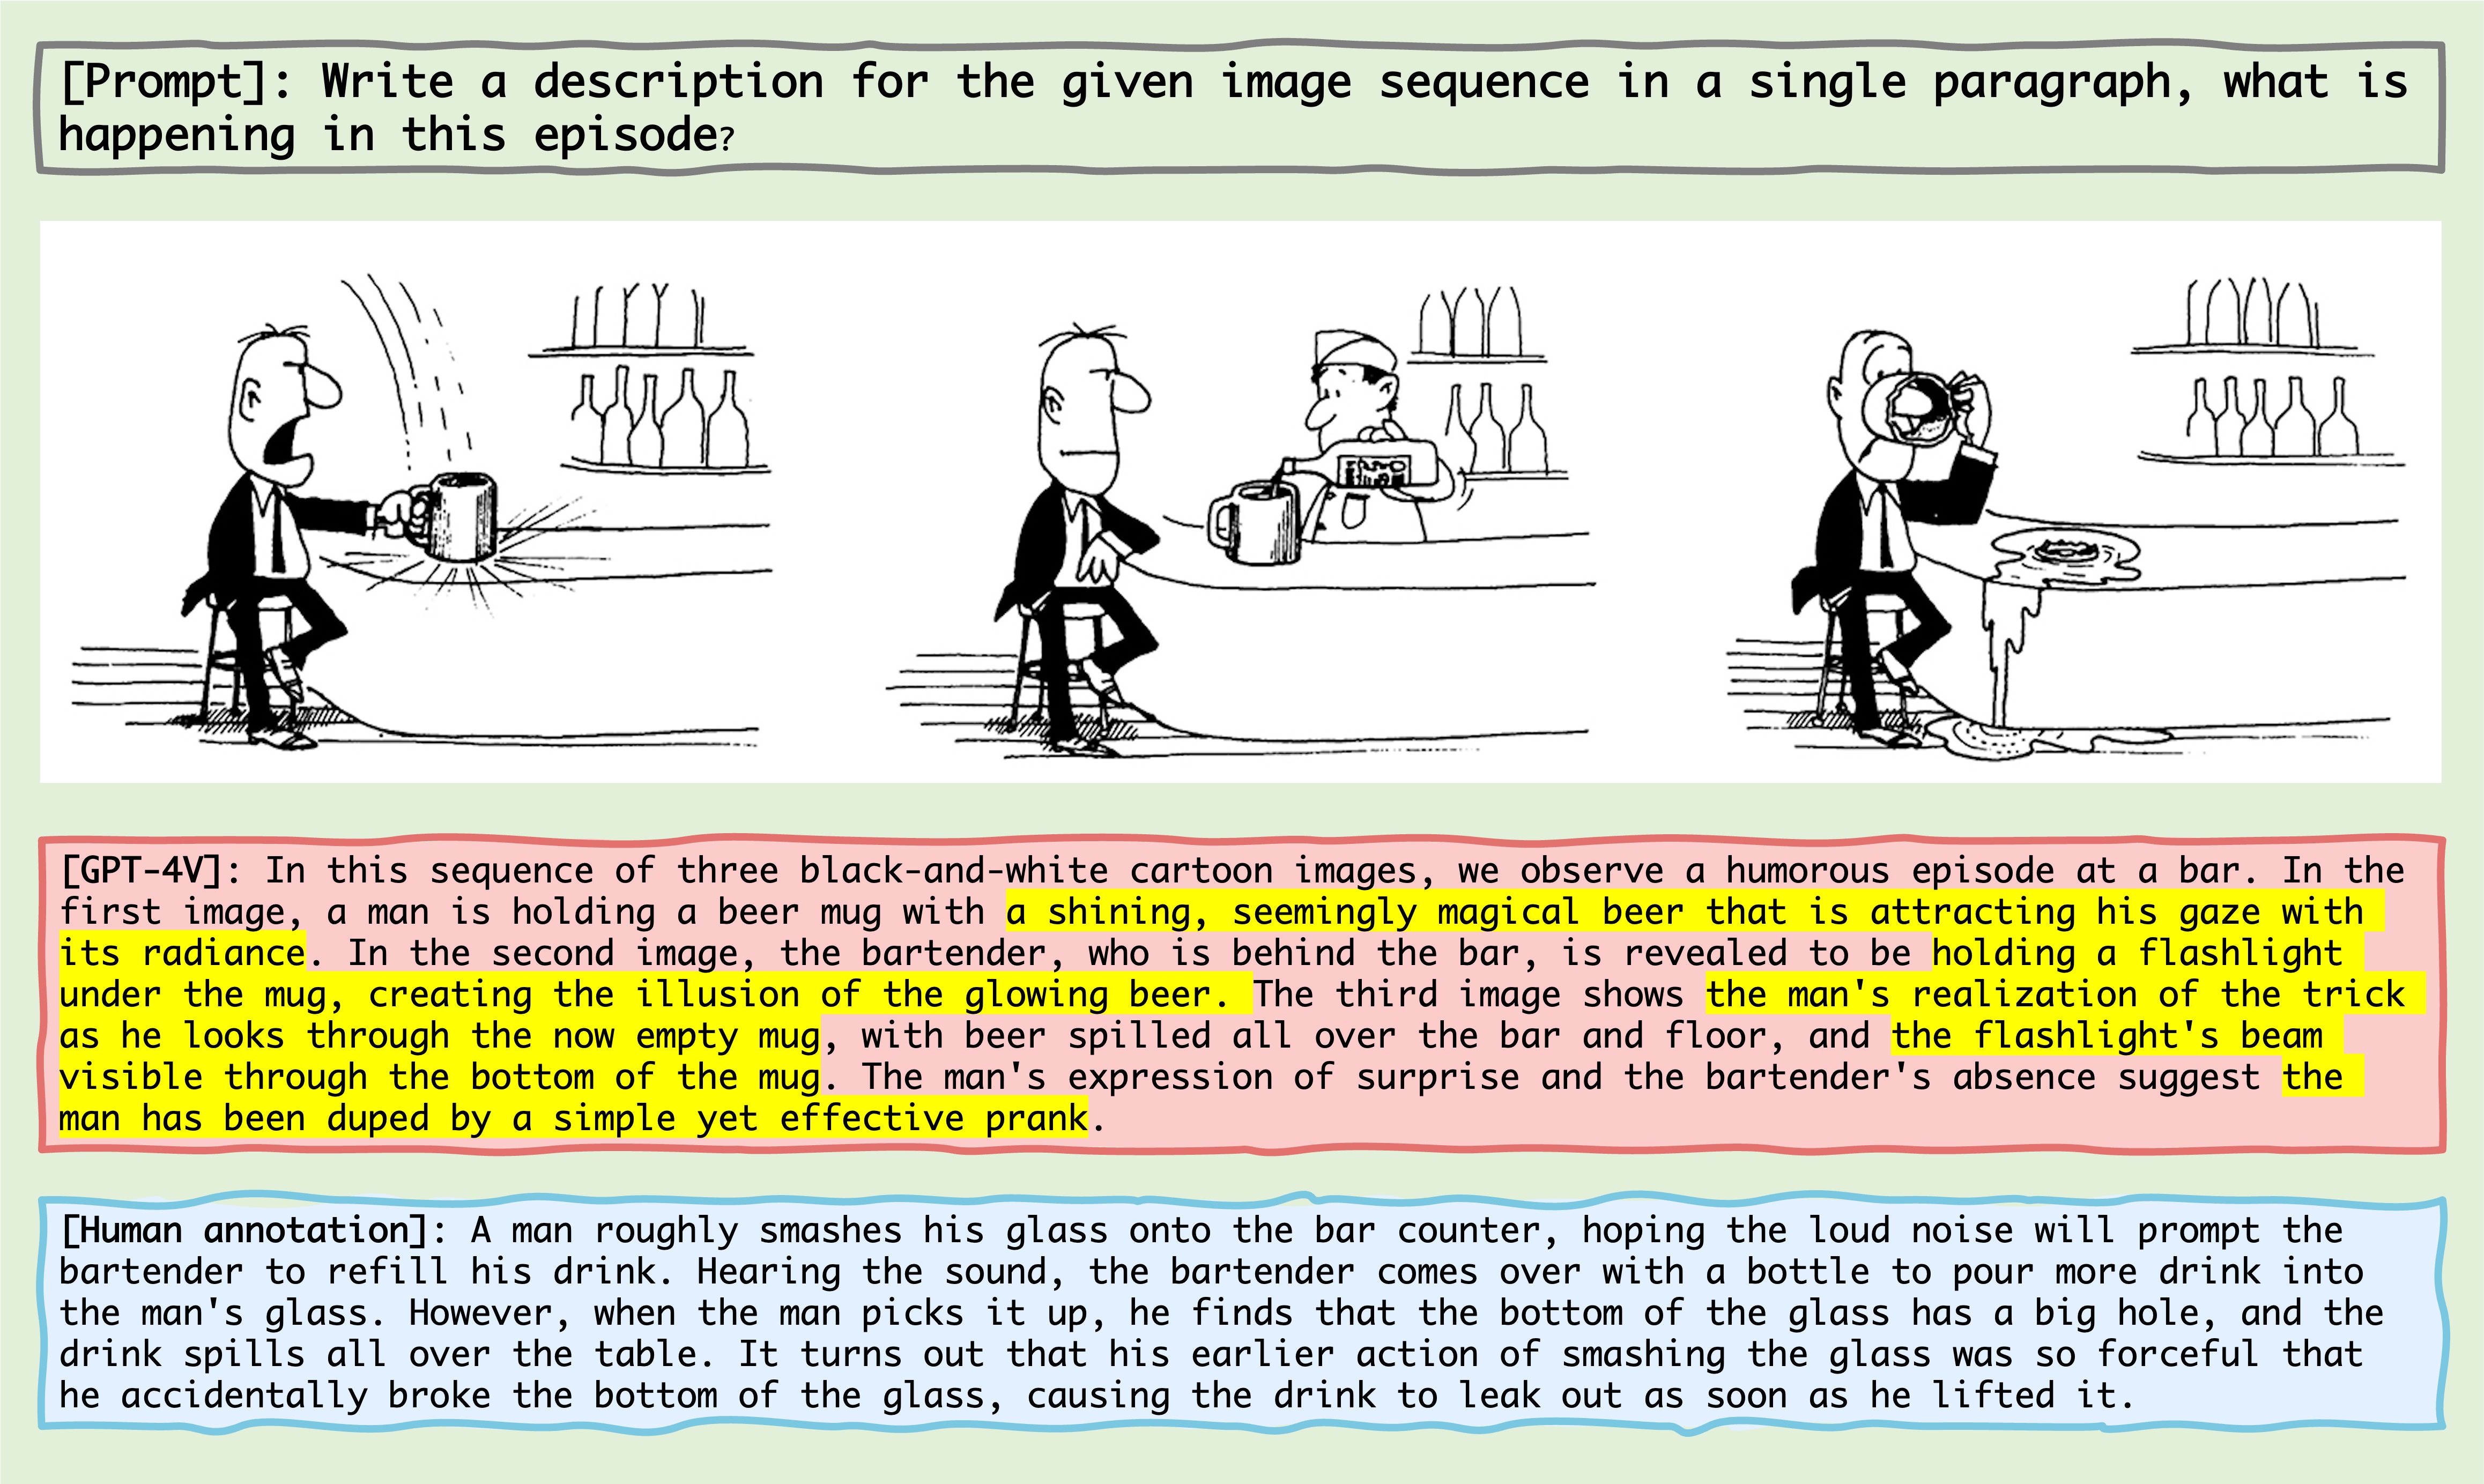 [Prompt]: Write a description for the given image sequence in a single paragraph, what is
happening in this episode?
[GPT-4V]: In this sequence of three black-and-white cartoon images, we observe a humorous episode at a bar. In the
first image, a man is holding a beer mug with a shining, seemingly magical beer that is attracting his gaze with
its radiance. In the second image, the bartender, who is behind the bar, is revealed to be holding a flashlight
under the mug, creating the illusion of the glowing beer. The third image shows the man's realization of the trick
as he looks through the now empty mug, with beer spilled all over the bar and floor, and the flashlight's beam
visible through the bottom of the mug. The man's expression of surprise and the bartender's absence suggest the
man has been duped by a simple yet effective prank.
[Human annotation]: A man roughly smashes his glass onto the bar counter, hoping the loud noise will prompt the
bartender to refill his drink. Hearing the sound, the bartender comes over with a bottle to pour more drink into
the man's glass. However, when the man picks it up, he finds that the bottom of the glass has a big hole, and the
drink spills all over the table. It turns out that his earlier action of smashing the glass was so forceful that
he accidentally broke the bottom of the glass, causing the drink to leak out as soon as he lifted it.